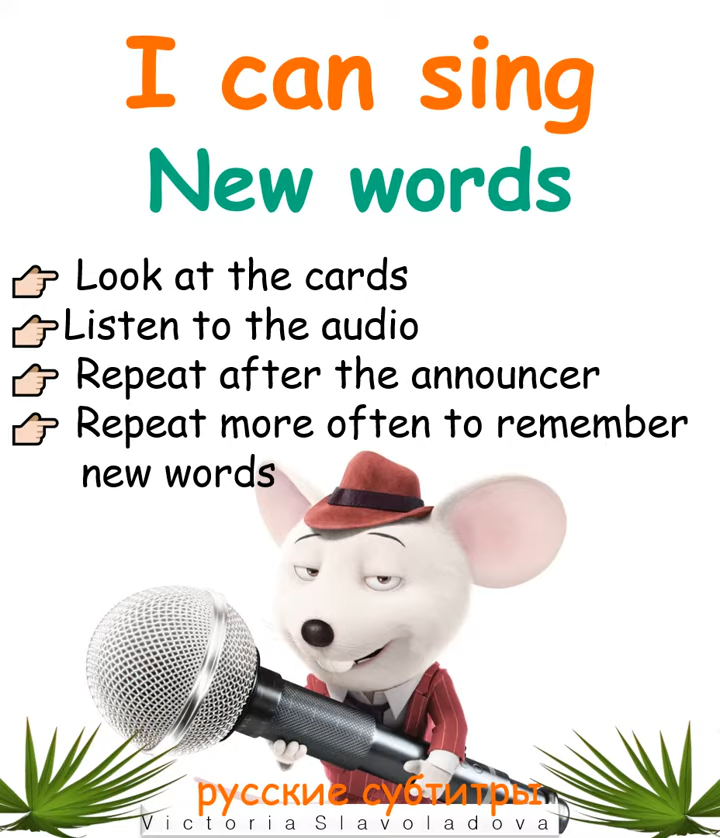 I can sing
New words
Look at the cards
Listen to the audio
Repeat after the announcer
Repeat more often to remember
new words
русские субтитры
Victoria Slavoladova